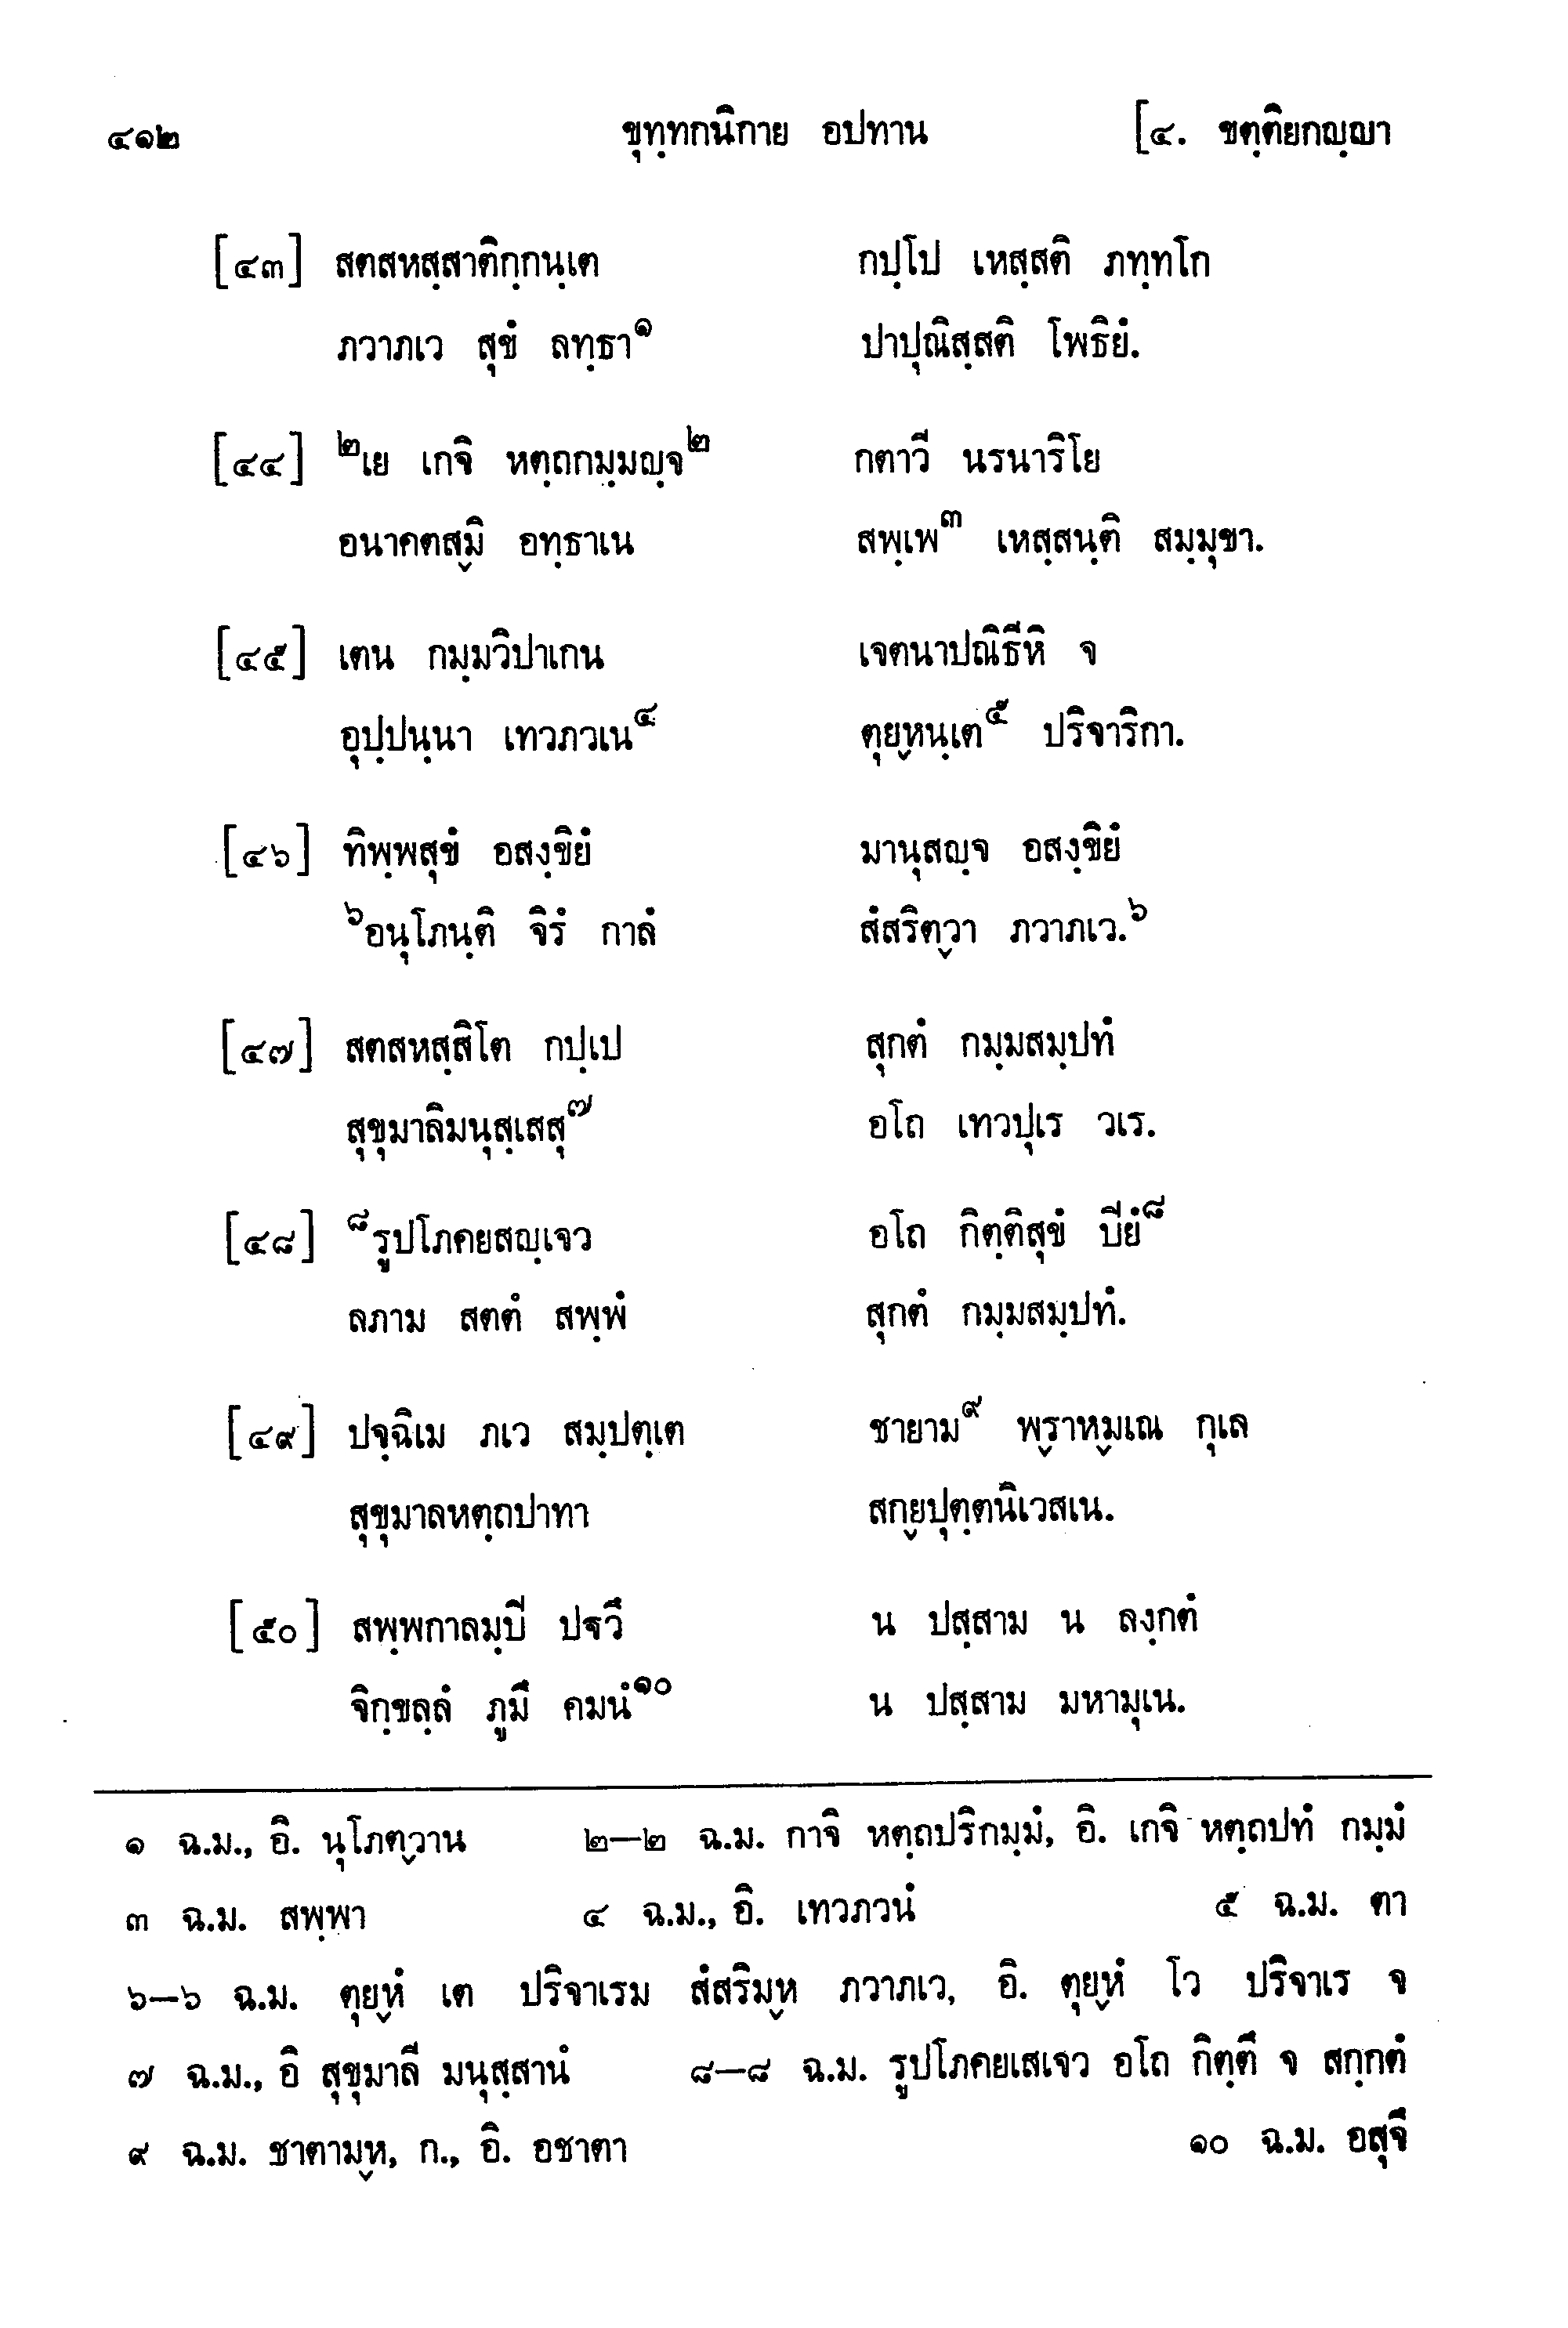 ๔๑๒ ขุทฺทกนิกาย อปทาน [๔. ขตฺติยกญฺญา
[๔๓] สตสหสฺสาติกฺกนฺเต กปฺโป เหสฺสติ ภทฺทโก
ภวาภเว สุขํ ลทฺธา๑ ปาปุณิสฺสติ โพธิยํ.
[๔๔] ๒เย เกจิ หตฺถกมฺมญฺจ๒ กตาวี นรนาริโย
อนาคตสฺมิ อทฺธาเน สพฺเพ๓ เหสฺสนฺติ สมฺมุขา.
[๔๕] เตน กมฺมวิปาเกน เจตนาปณิธีหิ จ
อุปฺปนฺนา เทวภวเน๔ ตุยฺหนฺเต๕ ปริจาริกา.
[๔๖] ทิพฺพสุขํ อสงฺขิยํ มานุสญฺจ อสงฺขิยํ
๖อนุโภนฺติ จิรํ กาลํ สํสริตฺวา ภวาภเว.๖
[๔๗] สตสหสฺสิโต กปฺเป สุกตํ กมฺมสมฺปทํ
สุขุมาลิมนุสฺเสสุ๗ อโถ เทวปุเร วเร.
[๔๘] ๘รูปโภคยสญฺเจว อโถ กิตฺติสุขํ ปียํ๘
ลภาม สตตํ สพฺพํ สุกตํ กมฺมสมฺปทํ.
[๔๙] ปจฺฉิเม ภเว สมฺปตฺเต ชายาม๙ พฺราหฺมเณ กุเล
สุขุมาลหตฺถปาทา สกฺยปุตฺตนิเวสเน.
[๕๐] สพฺพกาลมฺปี ปฐวึ น ปสฺสาม น ลงฺกตํ
จิกฺขลฺลํ ภูมึ คมนํ๑๐ น ปสฺสาม มหามุเน.
๑ ฉ.ม., อิ. นุโภตฺวาน ๒–๒ ฉ.ม. กาจิ หตฺถปริกมฺมํ, อิ. เกจิ หตฺถปทํ กมฺมํ
๓ ฉ.ม. สพฺพา ๔ ฉ.ม., อิ. เทวภวนํ ๕ ฉ.ม. ตา
๖–๖ ฉ.ม. ตุยฺหํ เต ปริจาเรม สํสริมฺห ภวาภเว, อิ. ตุยฺหํ โว ปริจาเร จ
๗ ฉ.ม., อิ สุขุมาลี มนุสฺสานํ ๘–๘ ฉ.ม. รูปโภคยเสเจว อโถ กิตฺตึ จ สกฺกตํ
๙ ฉ.ม. ชาตามฺห, ก., อิ. อชาตา ๑๐ ฉ.ม. อสุจึ